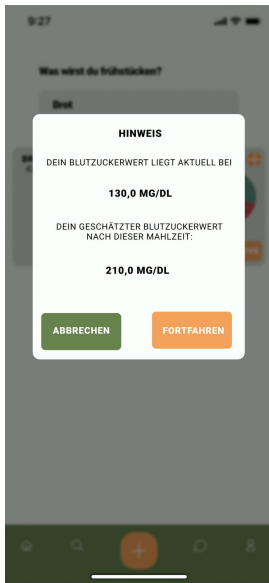 9:27
Was wirst du frühstücken?
Brot
HINWEIS
DEIN BLUTZUCKERWERT LIEGT AKTUELL BEI
130,0 MG/DL
DEIN GESCHÄTZTER BLUTZUCKERWERT
NACH DIESER MAHLZEIT:
210,0 MG/DL
ABBRECHEN
FORTFAHREN